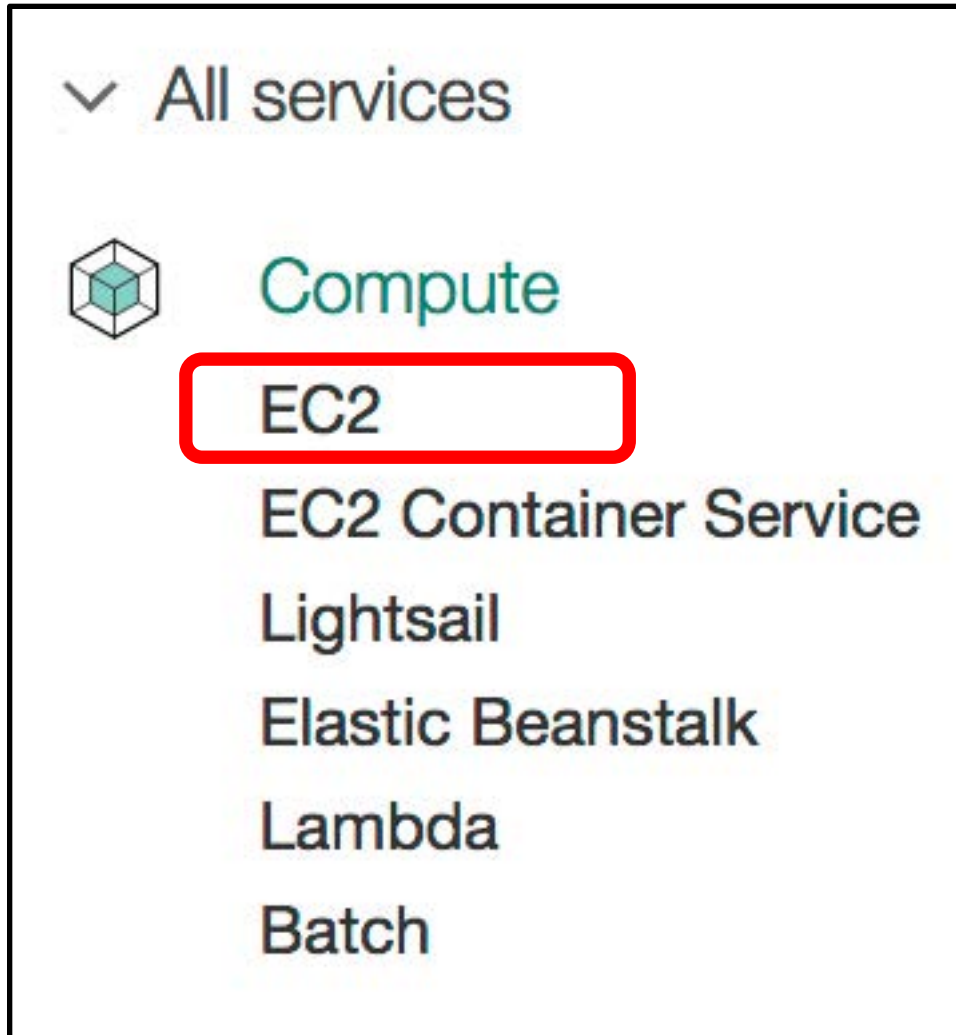 All services
Compute
EC2
EC2 Container Service
Lightsail
Elastic Beanstalk
Lambda
Batch